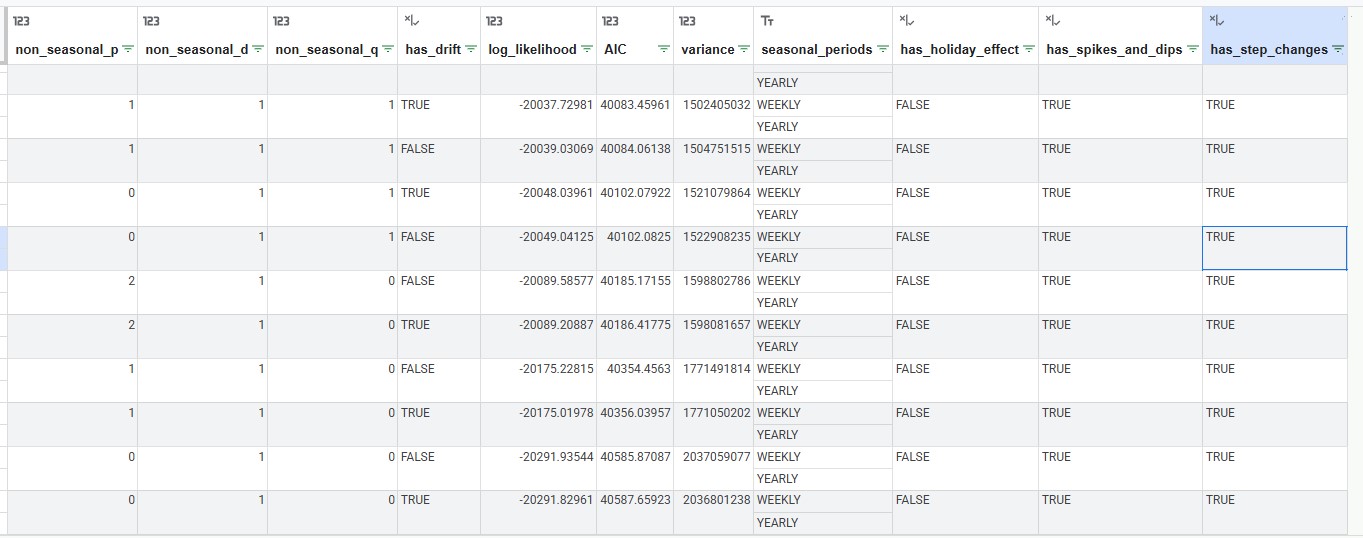 123 123 123 123 123 123 Tт
non_seasonal_p non_seasonal_d non_seasonal_q has_drift log_likelihood AIC variance seasonal_periods has_holiday_effect has_spikes_and_dips has_step_changes
YEARLY
1 1 1 TRUE -20037.72981 40083.45961 1502405032 WEEKLY FALSE TRUE TRUE
YEARLY
1 1 1 FALSE -20039.03069 40084.06138 1504751515 WEEKLY FALSE TRUE TRUE
YEARLY
0 1 1 TRUE -20048.03961 40102.07922 1521079864 WEEKLY FALSE TRUE TRUE
YEARLY
0 1 1 FALSE -20049.04125 40102.0825 1522908235 WEEKLY FALSE TRUE TRUE
YEARLY
2 1 0 FALSE -20089.58577 40185.17155 1598802786 WEEKLY FALSE TRUE TRUE
YEARLY
2 1 0 TRUE -20089.20887 40186.41775 1598081657 WEEKLY FALSE TRUE TRUE
YEARLY
1 1 0 FALSE -20175.22815 40354.4563 1771491814 WEEKLY FALSE TRUE TRUE
YEARLY
1 1 0 TRUE -20175.01978 40356.03957 1771050202 WEEKLY FALSE TRUE TRUE
YEARLY
0 1 0 FALSE -20291.93544 40585.87087 2037059077 WEEKLY FALSE TRUE TRUE
YEARLY
0 1 0 TRUE -20291.82961 40587.65923 2036801238 WEEKLY FALSE TRUE TRUE
YEARLY